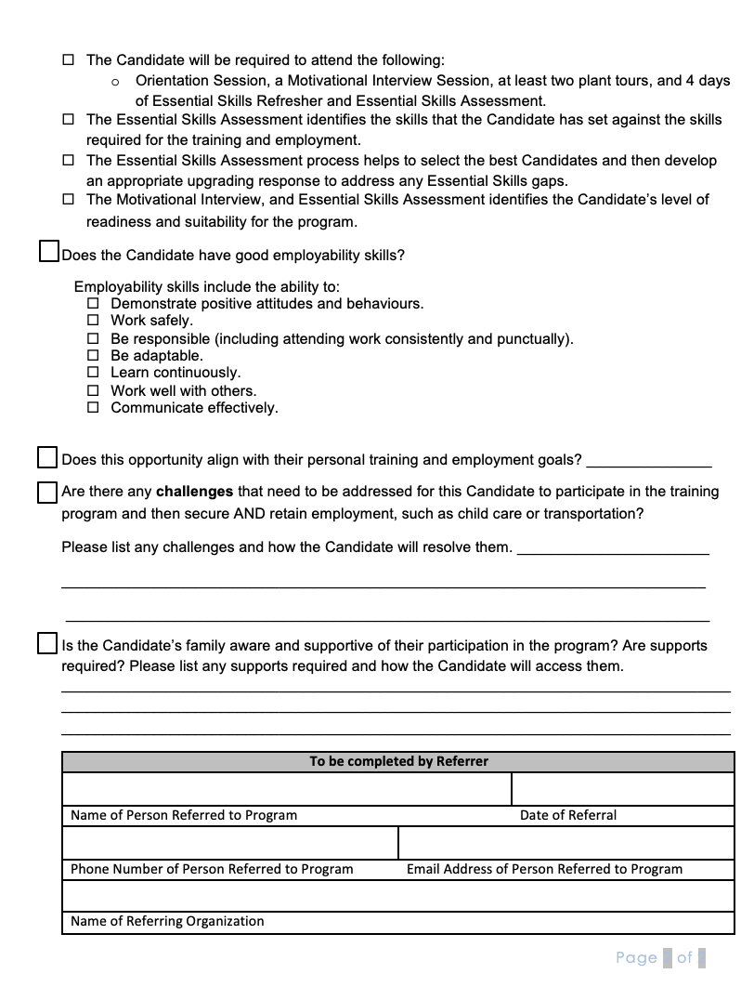 The Candidate will be required to attend the following:
o Orientation Session, a Motivational Interview Session, at least two plant tours, and 4 days
of Essential Skills Refresher and Essential Skills Assessment.
The Essential Skills Assessment identifies the skills that the Candidate has set against the skills
required for the training and employment.
The Essential Skills Assessment process helps to select the best Candidates and then develop
an appropriate upgrading response to address any Essential Skills gaps.
The Motivational Interview, and Essential Skills Assessment identifies the Candidate’s level of
readiness and suitability for the program.
Does the Candidate have good employability skills?
Employability skills include the ability to:
Demonstrate positive attitudes and behaviours.
Work safely.
Be responsible (including attending work consistently and punctually).
Be adaptable.
Learn continuously.
Work well with others.
Communicate effectively.
Does this opportunity align with their personal training and employment goals?
Are there any challenges that need to be addressed for this Candidate to participate in the training
program and then secure AND retain employment, such as child care or transportation?
Please list any challenges and how the Candidate will resolve them.
Is the Candidate’s family aware and supportive of their participation in the program? Are supports
required? Please list any supports required and how the Candidate will access them.
To be completed by Referrer
Name of Person Referred to Program Date of Referral
Phone Number of Person Referred to Program Email Address of Person Referred to Program
Name of Referring Organization
Page of